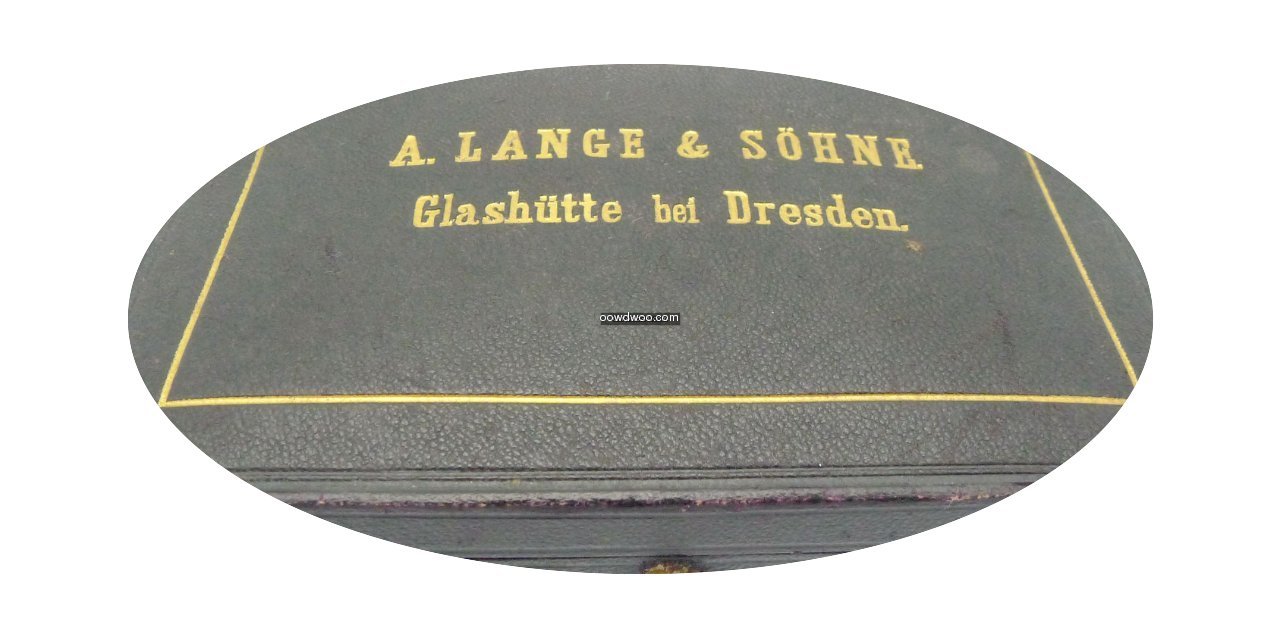 A. LANGE & SÖHNE.
Glashütte bei Dresden.
oowdwoo.com